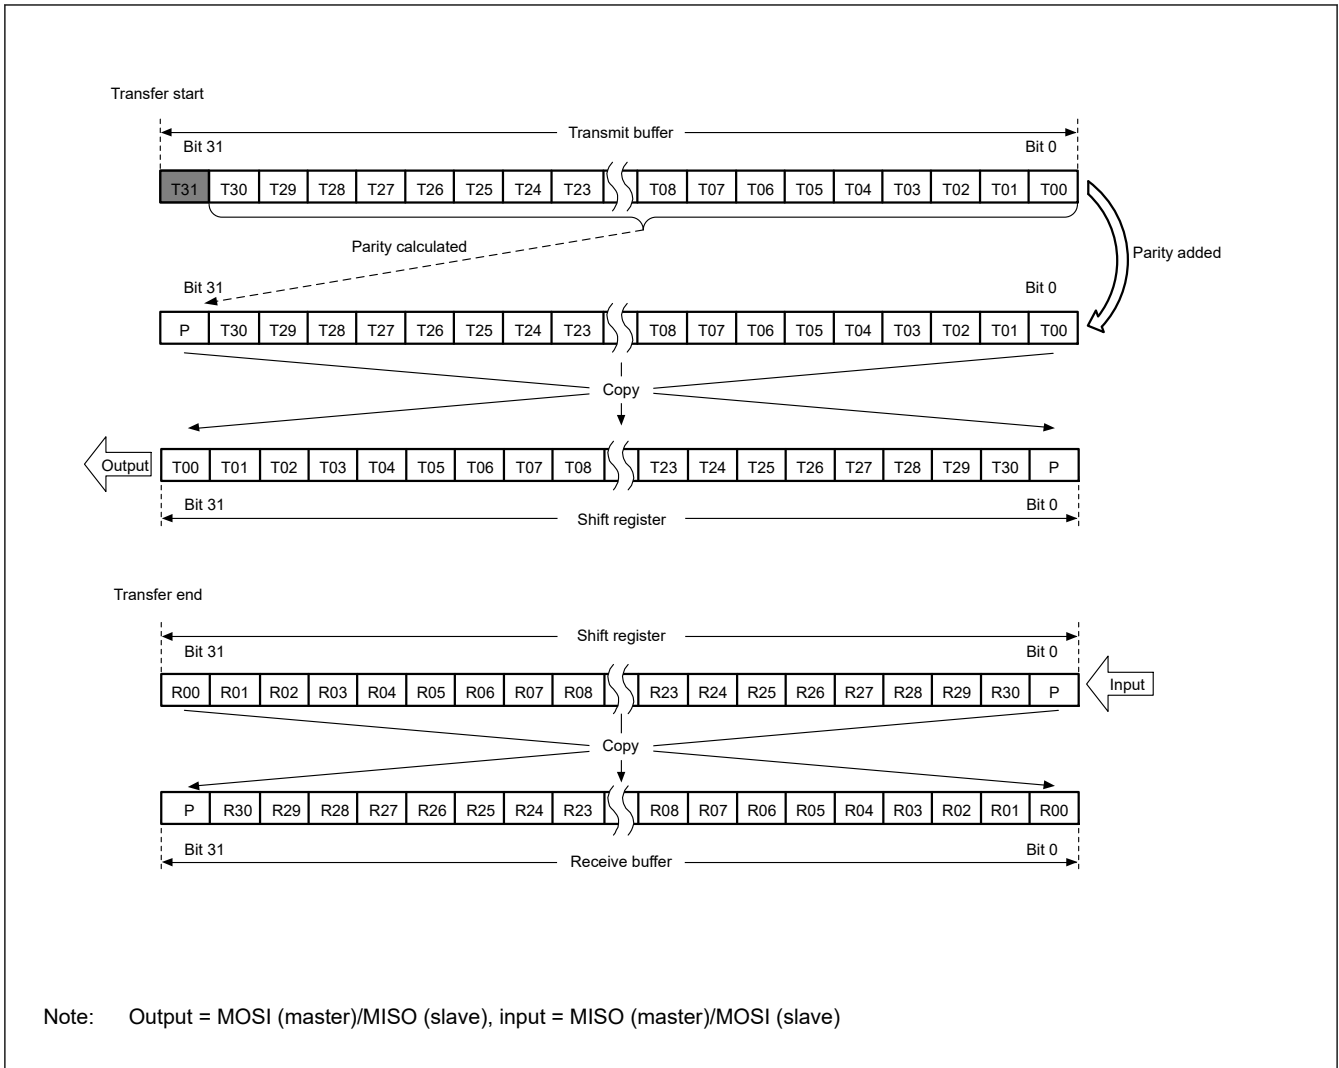 Transfer start
Transmit buffer
Bit 31 Bit 0
T31 T30 T29 T28 T27 T26 T25 T24 T23 T08 T07 T06 T05 T04 T03 T02 T01 T00
Parity calculated
Parity added
Bit 31 Bit 0
P T30 T29 T28 T27 T26 T25 T24 T23 T08 T07 T06 T05 T04 T03 T02 T01 T00
Copy
Output T00 T01 T02 T03 T04 T05 T06 T07 T08 T23 T24 T25 T26 T27 T28 T29 T30 P
Bit 31 Bit 0
Shift register
Transfer end
Shift register
Bit 31 Bit 0
R00 R01 R02 R03 R04 R05 R06 R07 R08 R23 R24 R25 R26 R27 R28 R29 R30 P Input
Copy
P R30 R29 R28 R27 R26 R25 R24 R23 R08 R07 R06 R05 R04 R03 R02 R01 R00
Bit 31 Bit 0
Receive buffer
Note: Output = MOSI (master)/MISO (slave), input = MISO (master)/MOSI (slave)